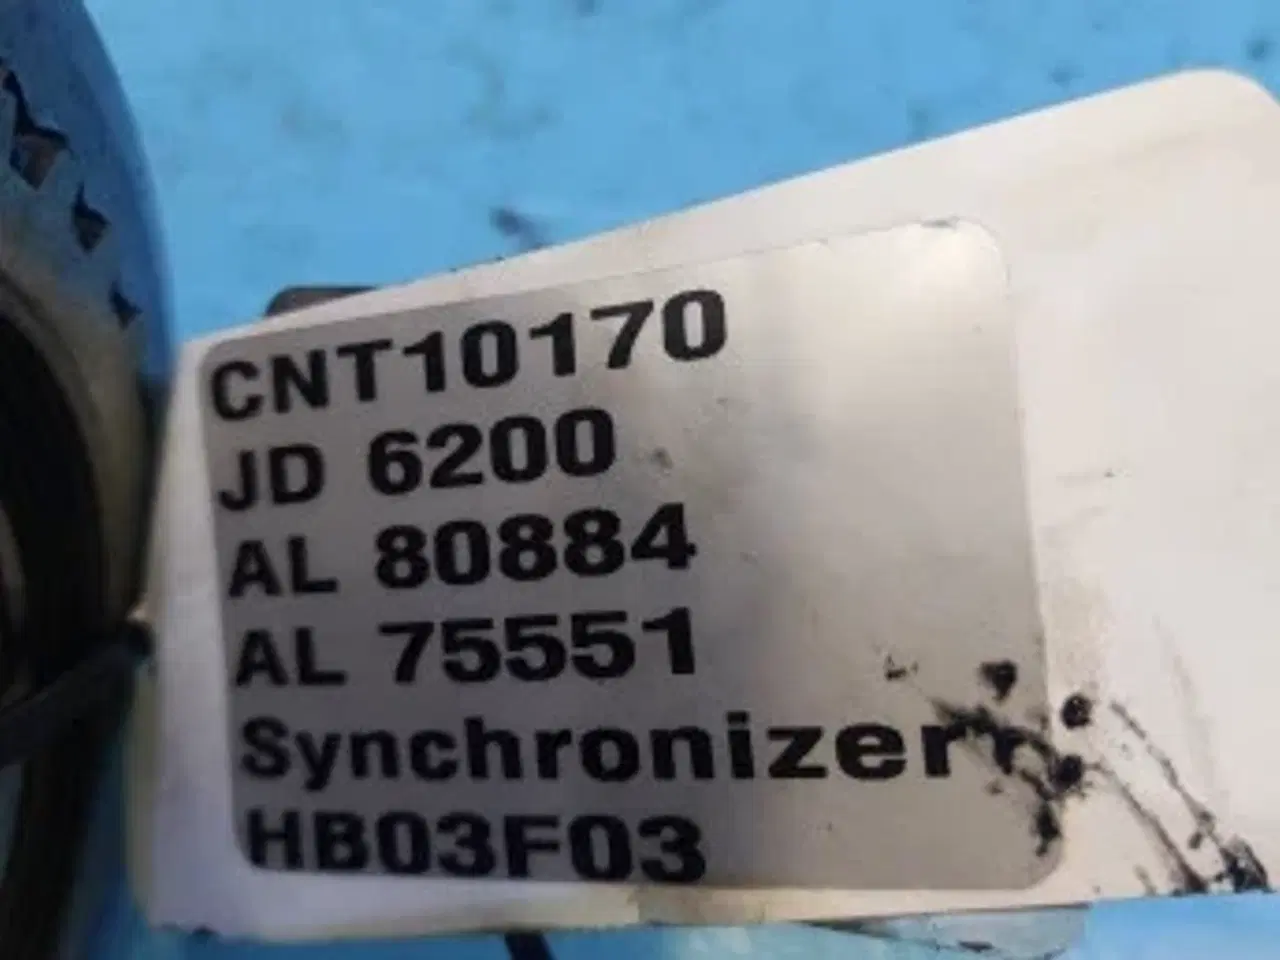 CNT10170
JD 6200
AL 80884
AL 75551
Synchronizer
HB03F03